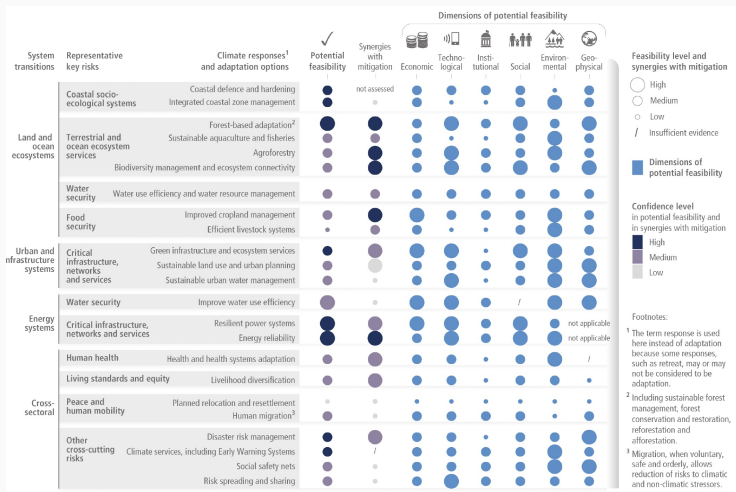 Dimensions of potential feasibility
System transitions
Representative key risks
Climate responses¹ and adaptation options
Potential feasibility
Synergies with mitigation
Economic
Techno-logical
Insti-tutional
Social
Environ-mental
Geo-physical
Land and ocean ecosystems
Coastal socio-ecological systems
Coastal defence and hardening
not assessed
Integrated coastal zone management
Terrestrial and ocean ecosystem services
Forest-based adaptation²
Sustainable aquaculture and fisheries
Agroforestry
Biodiversity management and ecosystem connectivity
Water security
Water use efficiency and water resource management
Food security
Improved cropland management
Efficient livestock systems
Urban and nfrastructure systems
Critical infrastructure, networks and services
Green infrastructure and ecosystem services
Sustainable land use and urban planning
Sustainable urban water management
Energy systems
Water security
Improve water use efficiency
/
Critical infrastructure, networks and services
Resilient power systems
not applicable
Energy reliability
not applicable
Cross-sectoral
Human health
Health and health systems adaptation
/
Living standards and equity
Livelihood diversification
Peace and human mobility
Planned relocation and resettlement
Human migration³
Other cross-cutting risks
Disaster risk management
Climate services, including Early Warning Systems
/
Social safety nets
Risk spreading and sharing
Feasibility level and
synergies with mitigation
High
Medium
Low
/ Insufficient evidence
Dimensions of
potential feasibility
Confidence level
in potential feasibility and
in synergies with mitigation
High
Medium
Low
Footnotes:
¹ The term response is used
here instead of adaptation
because some responses,
such as retreat, may or may
not be considered to be
adaptation.
² Including sustainable forest
management, forest
conservation and restoration,
reforestation and
afforestation.
³ Migration, when voluntary,
safe and orderly, allows
reduction of risks to climatic
and non-climatic stressors.